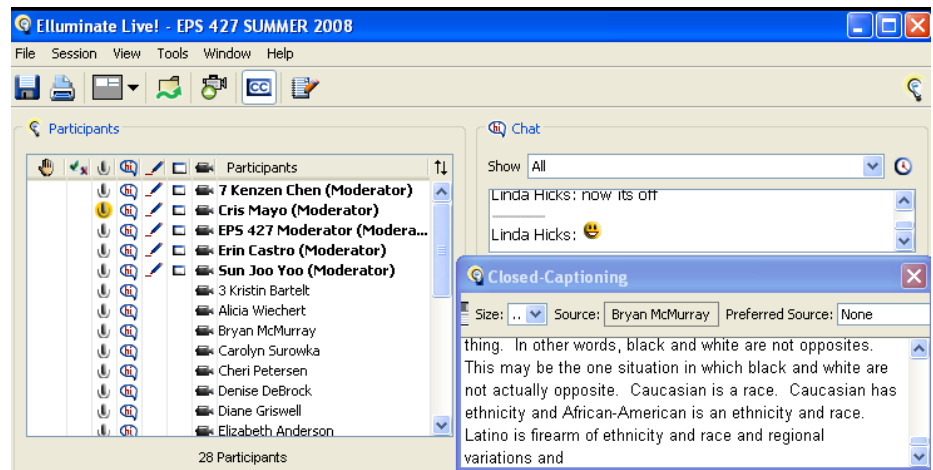 Elluminate Live! - EPS 427 SUMMER 2008
File Session View Tools Window Help
CC
Participants
Participants
7 Kenzen Chen (Moderator)
Cris Mayo (Moderator)
EPS 427 Moderator (Modera...
Erin Castro (Moderator)
Sun Joo Yoo (Moderator)
3 Kristin Bartelt
Alicia Wiechert
Bryan McMurray
Carolyn Surowka
Cheri Petersen
Denise DeBrock
Diane Griswell
Elizabeth Anderson
28 Participants
hi Chat
Show All
Linda Hicks: now its off
Linda Hicks: 😃
Closed-Captioning
Size: .. Source: Bryan McMurray Preferred Source: None
thing. In other words, black and white are not opposites.
This may be the one situation in which black and white are
not actually opposite. Caucasian is a race. Caucasian has
ethnicity and African-American is an ethnicity and race.
Latino is firearm of ethnicity and race and regional
variations and